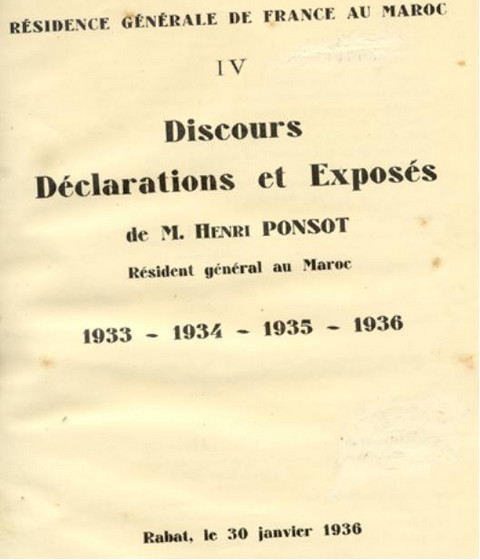 RÉSIDENCE GÉNÉRALE DE FRANCE AU MAROC
IV
Discours
Déclarations et Exposés
de M. HENRI PONSOT
Résident général au Maroc
1933 - 1934 - 1935 - 1936
Rabat, le 30 janvier 1936